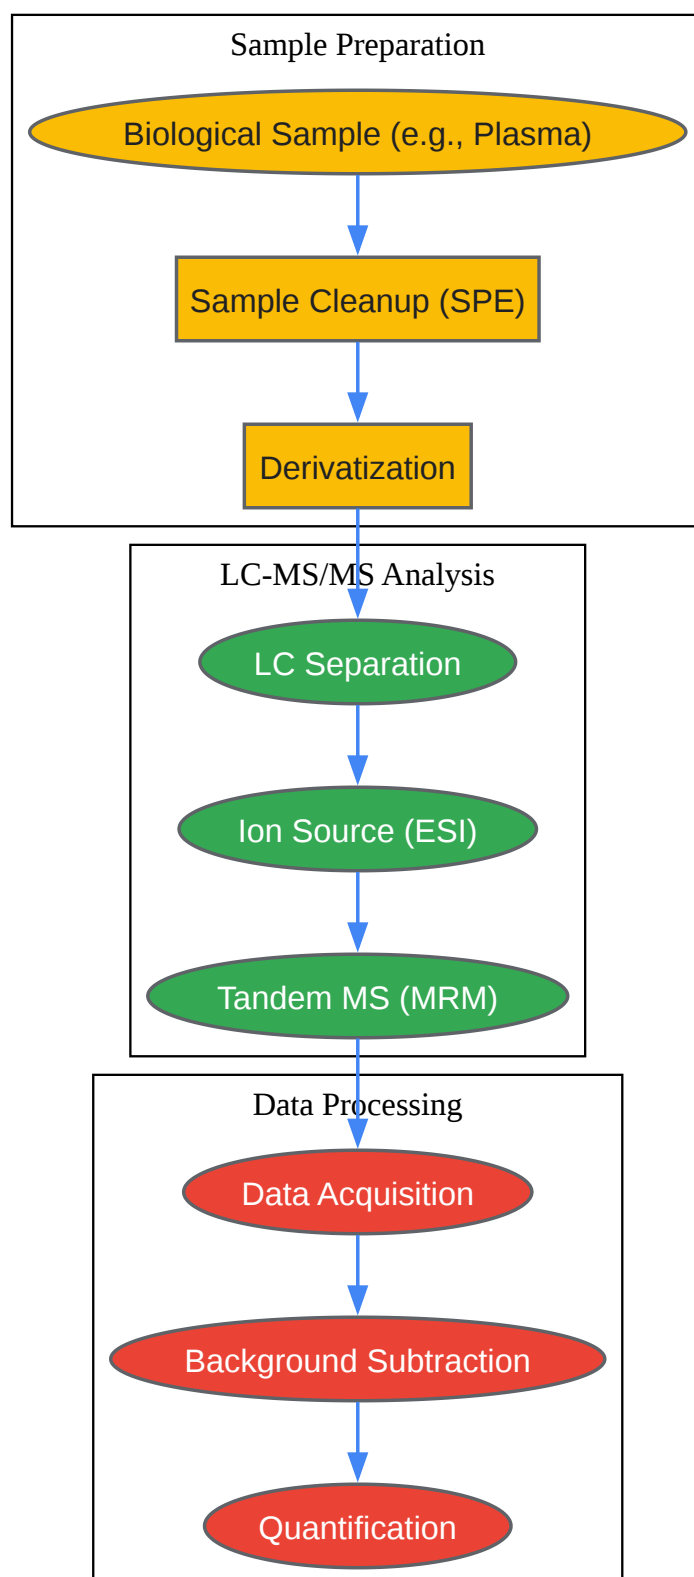 Sample Preparation
Biological Sample (e.g., Plasma)
Sample Cleanup (SPE)
Derivatization
LC-MS/MS Analysis
LC Separation
Ion Source (ESI)
Tandem MS (MRM)
Data Processing
Data Acquisition
Background Subtraction
Quantification